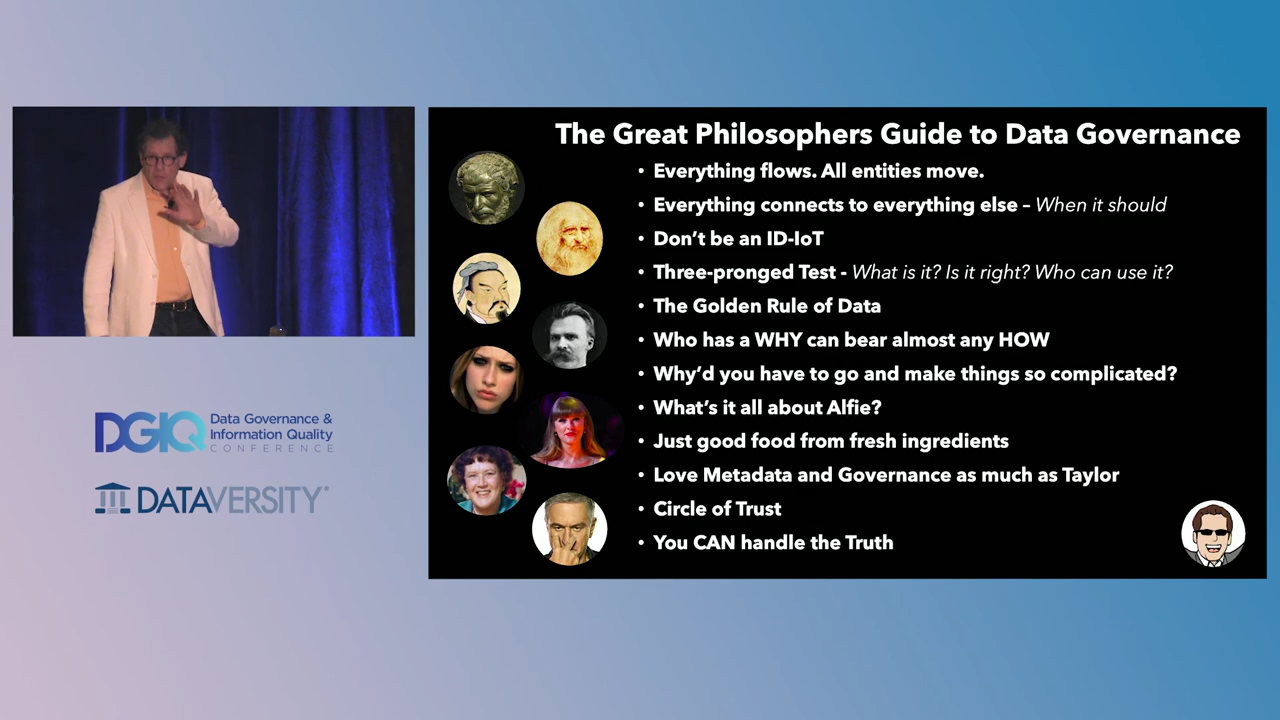 The Great Philosophers Guide to Data Governance
• Everything flows. All entities move.
• Everything connects to everything else – When it should
• Don't be an ID-IoT
• Three-pronged Test - What is it? Is it right? Who can use it?
• The Golden Rule of Data
• Who has a WHY can bear almost any HOW
• Why'd you have to go and make things so complicated?
• What's it all about Alfie?
• Just good food from fresh ingredients
• Love Metadata and Governance as much as Taylor
• Circle of Trust
• You CAN handle the Truth
DGIQ
Data Governance &
Information Quality
CONFERENCE
DATAVERSITY